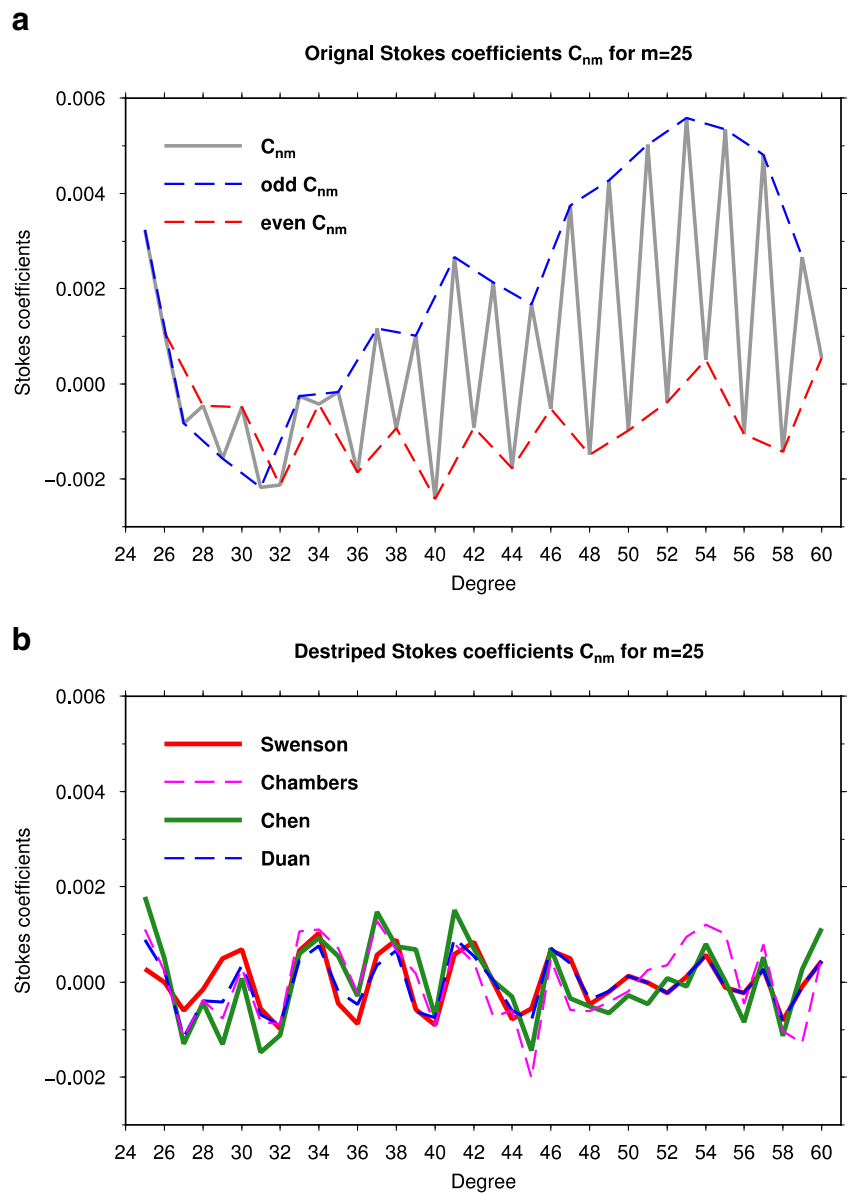 a
Orignal Stokes coefficients Cnm for m=25
0.006
0.004
0.002
0.000
−0.002
Stokes coefficients
Cnm
odd Cnm
even Cnm
24 26 28 30 32 34 36 38 40 42 44 46 48 50 52 54 56 58 60
Degree
b
Destriped Stokes coefficients Cnm for m=25
0.006
0.004
0.002
0.000
−0.002
Stokes coefficients
Swenson
Chambers
Chen
Duan
24 26 28 30 32 34 36 38 40 42 44 46 48 50 52 54 56 58 60
Degree